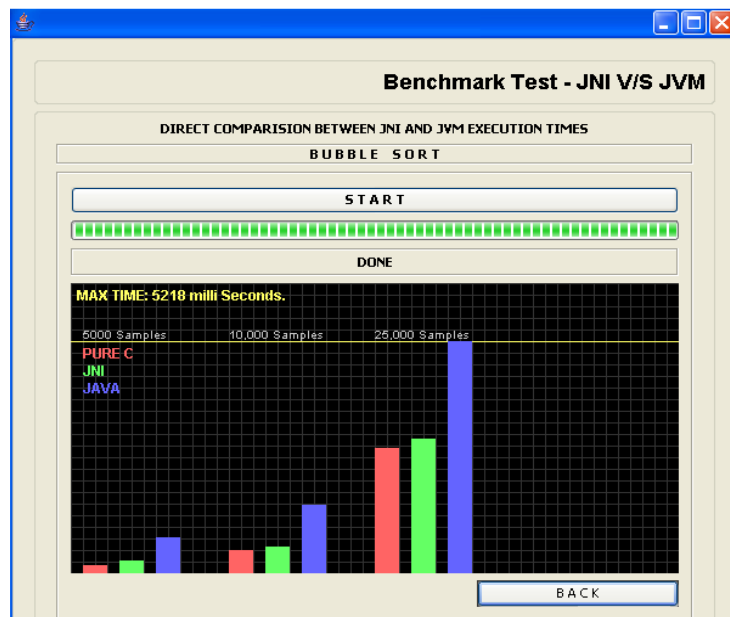 Benchmark Test - JNI V/S JVM
DIRECT COMPARISION BETWEEN JNI AND JVM EXECUTION TIMES
BUBBLE SORT
START
DONE
MAX TIME: 5218 milli Seconds.
5000 Samples 10,000 Samples 25,000 Samples
PURE C
JNI
JAVA
BACK